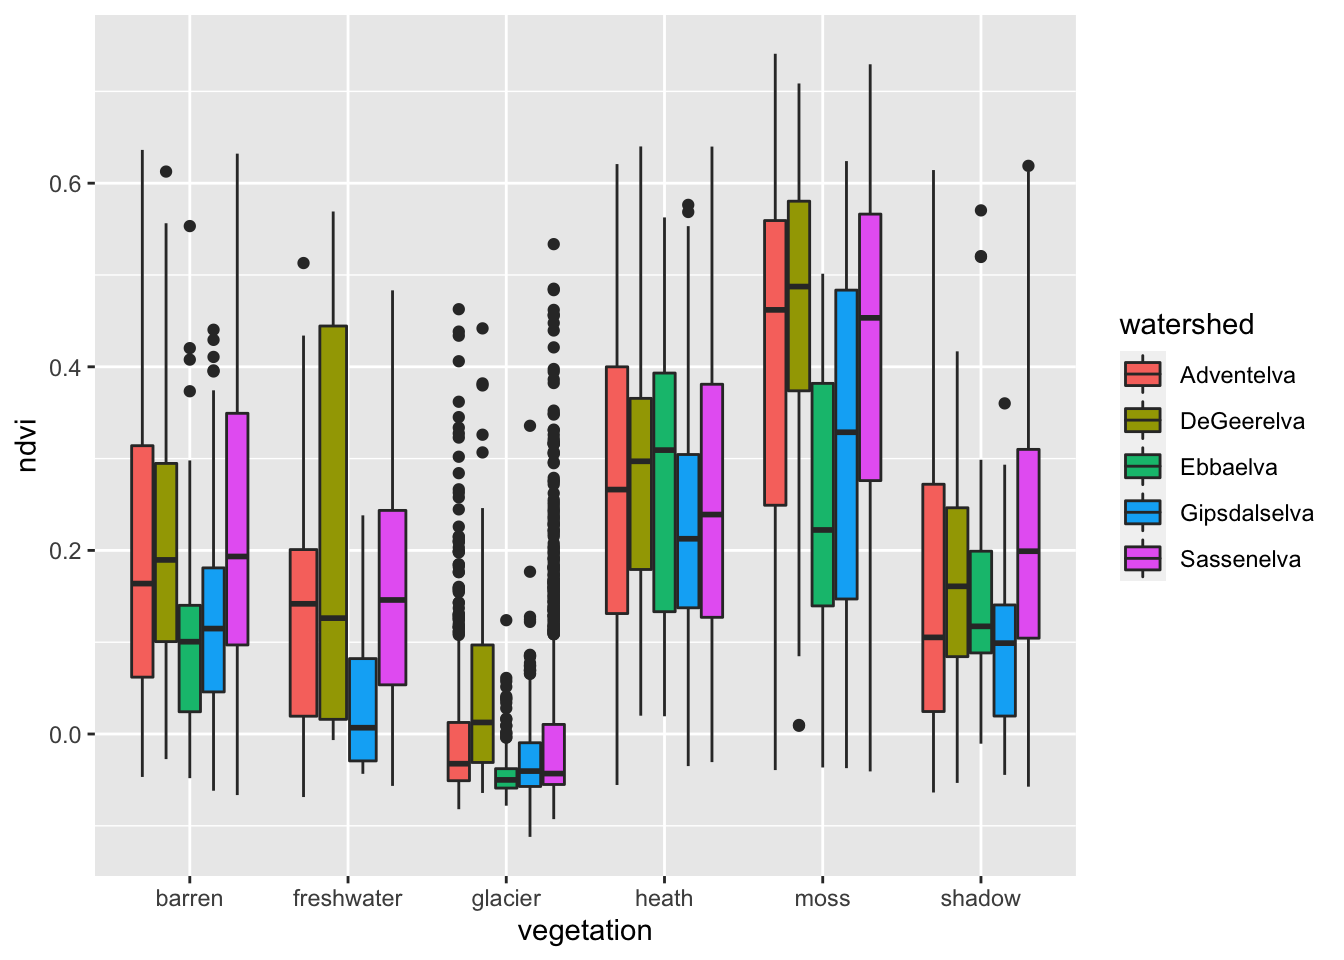 ndvi
0.6
0.4
0.2
0.0
barren freshwater glacier heath moss shadow
vegetation
watershed
Adventelva
DeGeerelva
Ebbaelva
Gipsdalselva
Sassenelva